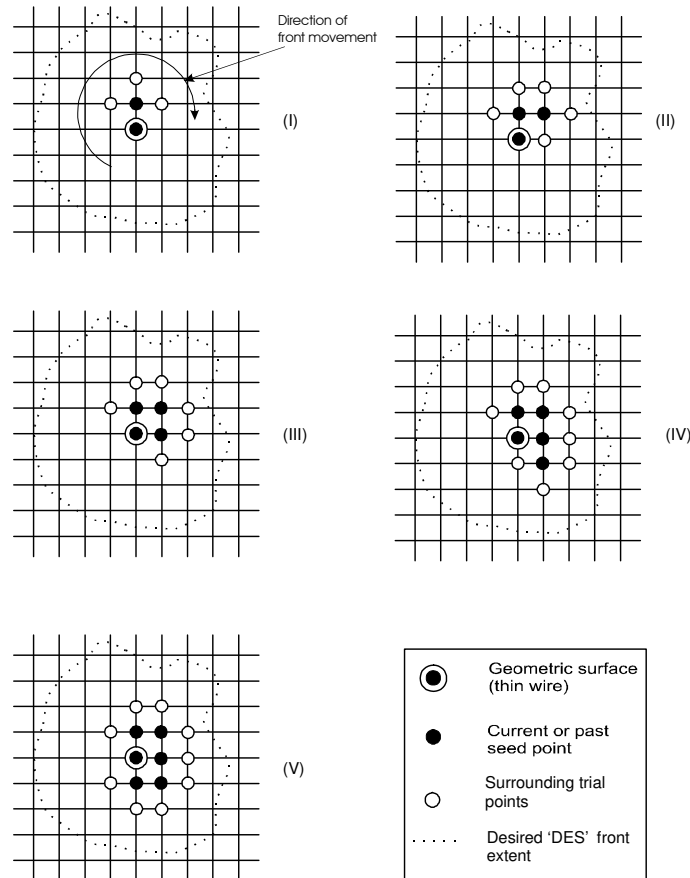 Direction of
front movement
(I)
(II)
(III)
(IV)
(V)
Geometric surface
(thin wire)
Current or past
seed point
Surrounding trial
points
Desired ‘DES’ front
extent